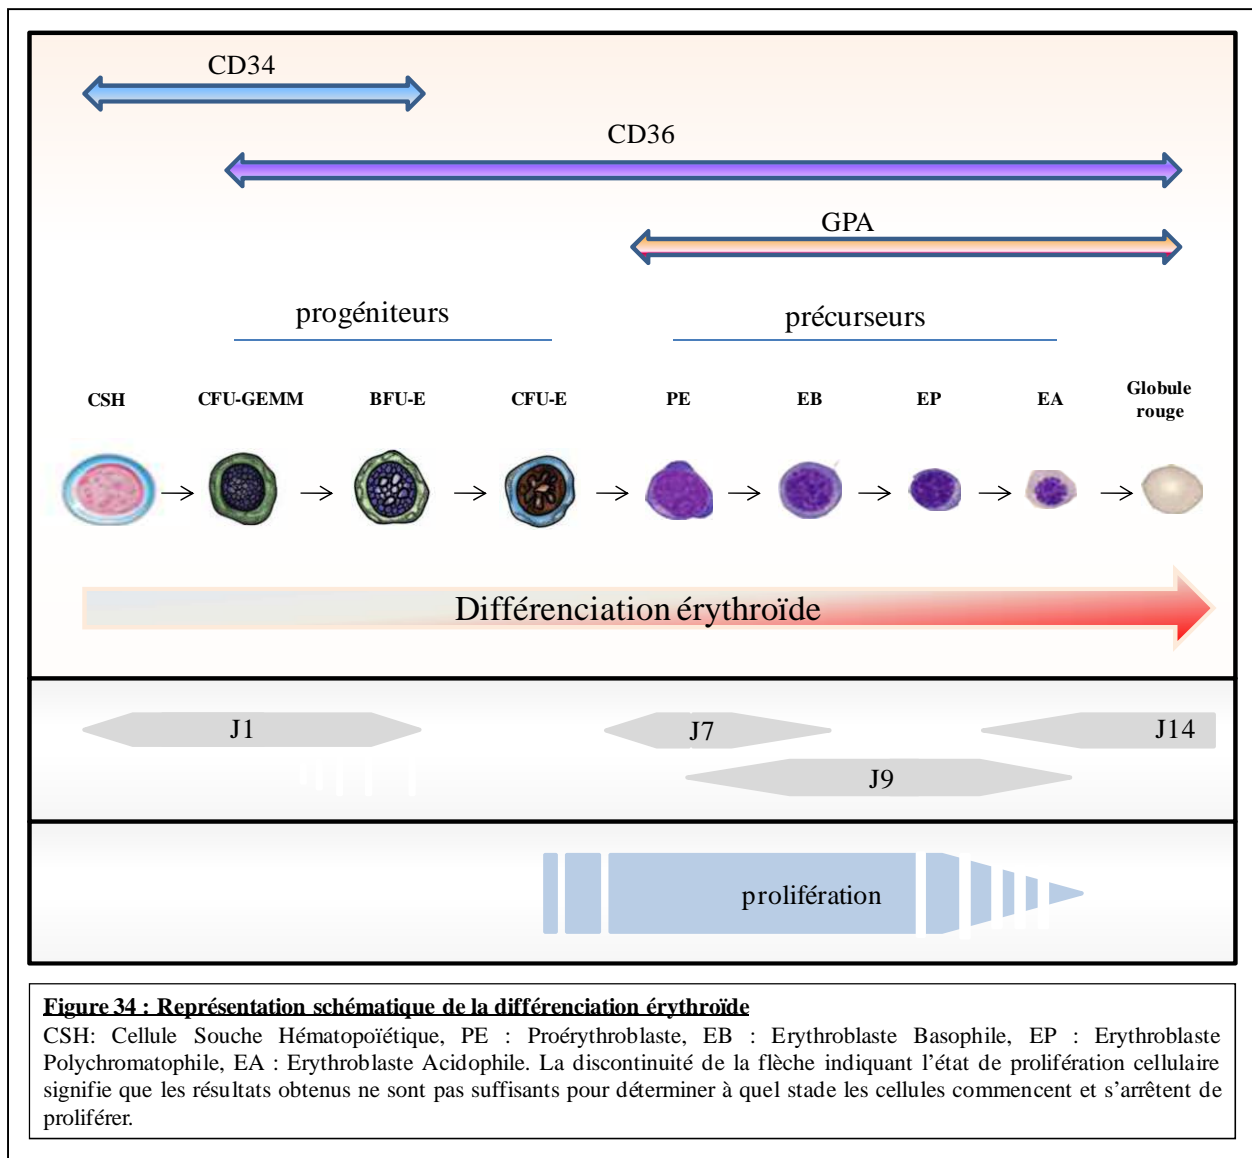 CD34
CD36
GPA
progéniteurs
précurseurs
CSH
CFU-GEMM
BFU-E
CFU-E
PE
EB
EP
EA
Globule
rouge
Différenciation érythroïde
J1
J7
J14
J9
prolifération
Figure 34 : Représentation schématique de la différenciation érythroïde
CSH: Cellule Souche Hématopoïétique, PE : Proérythroblaste, EB : Erythroblaste Basophile, EP : Erythroblaste
Polychromatophile, EA : Erythroblaste Acidophile. La discontinuité de la flèche indiquant l’état de prolifération cellulaire
signifie que les résultats obtenus ne sont pas suffisants pour déterminer à quel stade les cellules commencent et s’arrêtent de
proliférer.